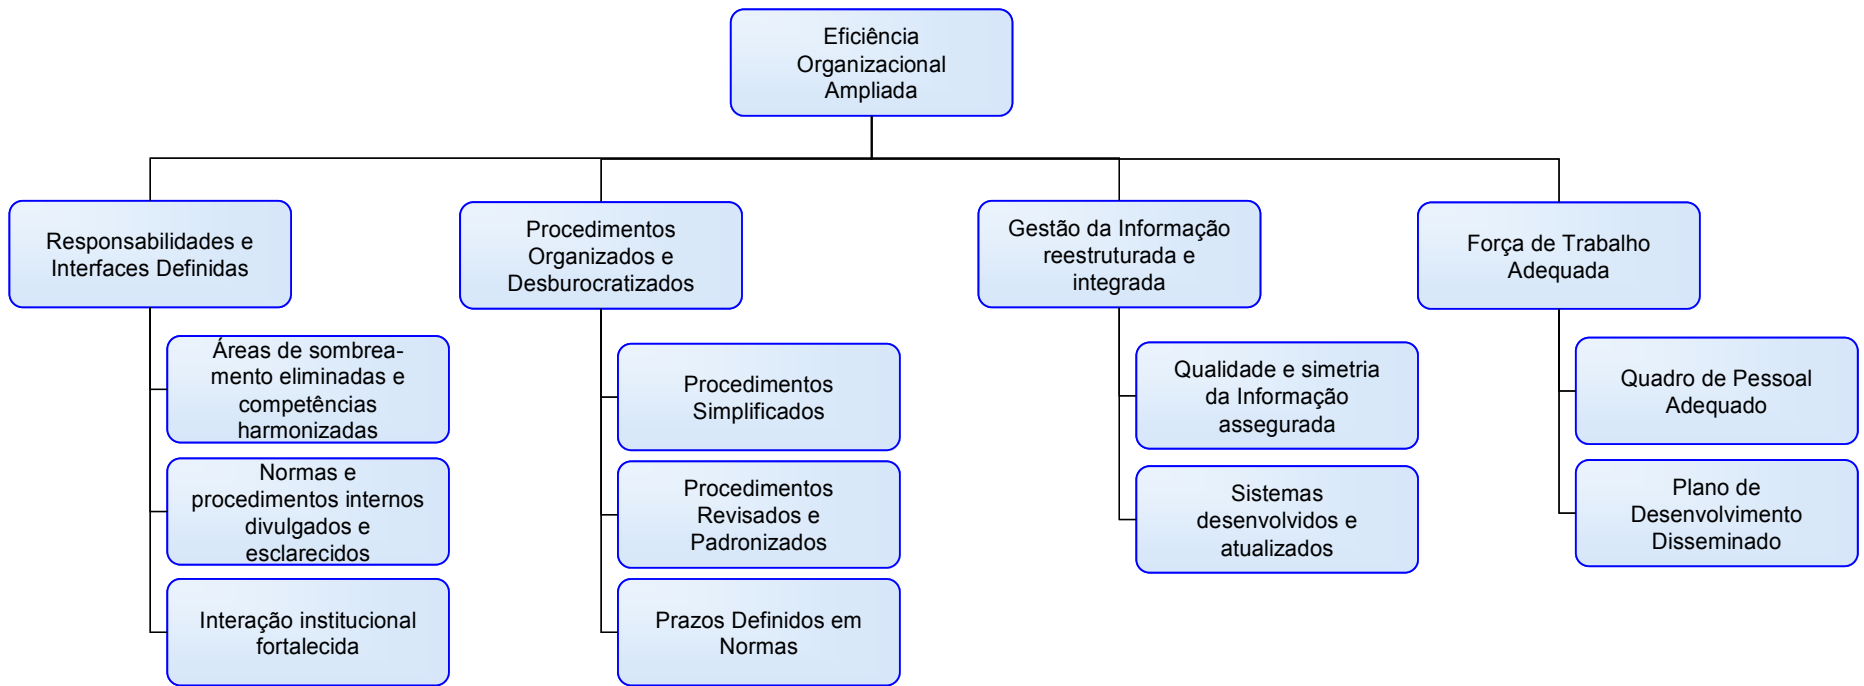 Eficiência
Organizacional
Ampliada
Responsabilidades e
Interfaces Definidas
Áreas de sombrea-
mento eliminadas e
competências
harmonizadas
Normas e
procedimentos internos
divulgados e
esclarecidos
Interação institucional
fortalecida
Procedimentos
Organizados e
Desburocratizados
Procedimentos
Simplificados
Procedimentos
Revisados e
Padronizados
Prazos Definidos em
Normas
Gestão da Informação
reestruturada e
integrada
Qualidade e simetria
da Informação
assegurada
Sistemas
desenvolvidos e
atualizados
Força de Trabalho
Adequada
Quadro de Pessoal
Adequado
Plano de
Desenvolvimento
Disseminado